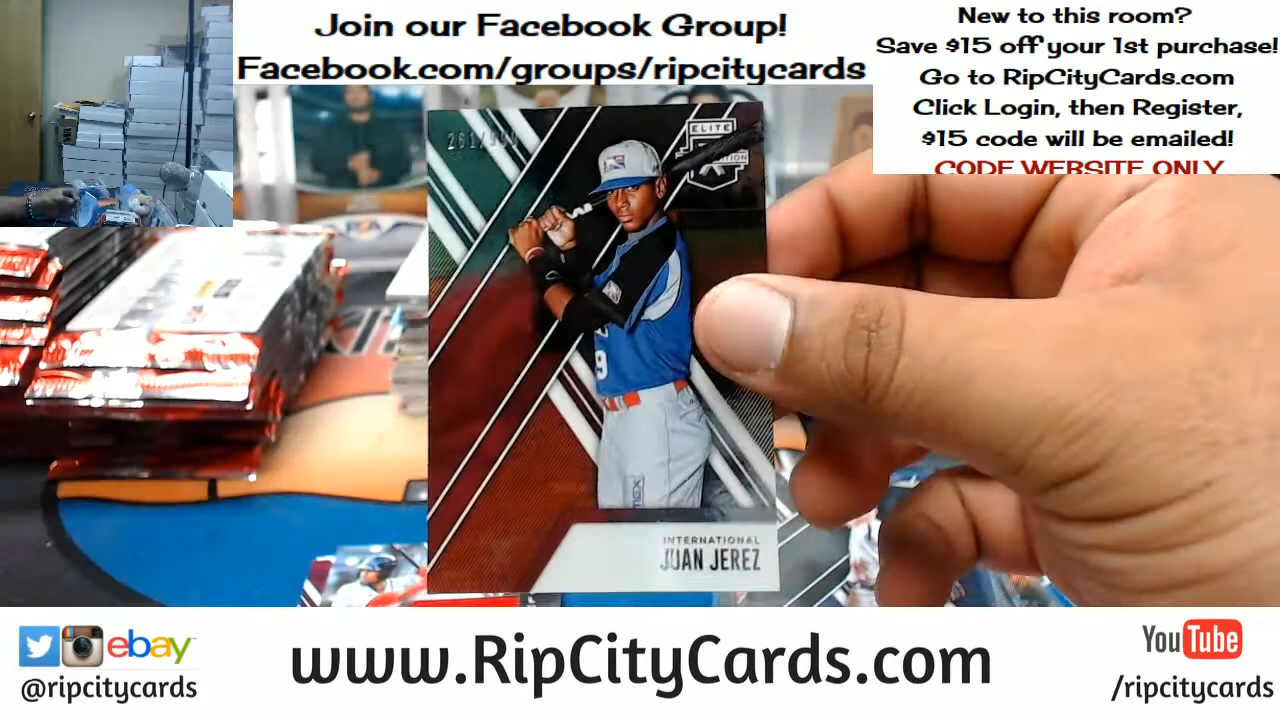 Join our Facebook Group!
Facebook.com/groups/ripcitycards
New to this room?
Save $15 off your 1st purchase!
Go to RipCityCards.com
Click Login, then Register,
$15 code will be emailed!
CODE WEBSITE ONLY
ELITE
9
INTERNATIONAL
JUAN JEREZ
ebay
@ripcitycards
www.RipCityCards.com
YouTube
/ripcitycards